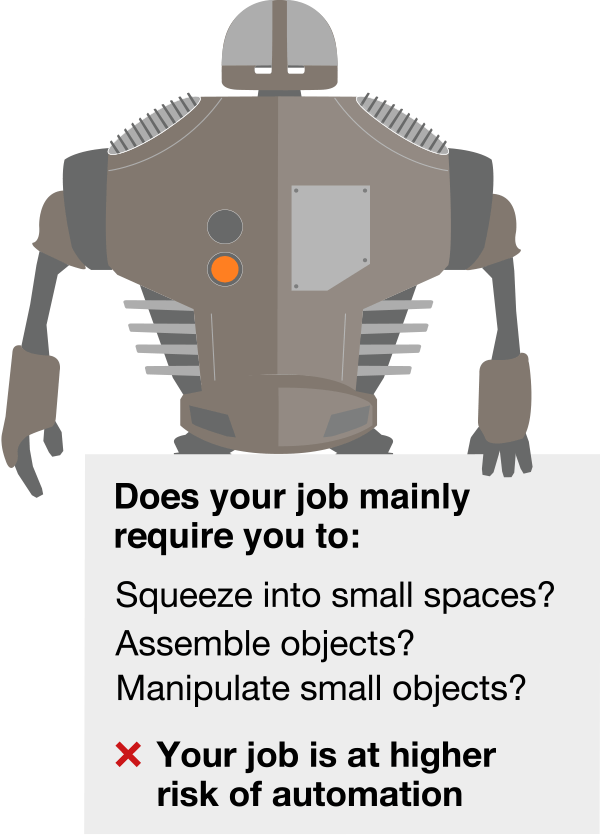 Does your job mainly
require you to:
Squeeze into small spaces?
Assemble objects?
Manipulate small objects?
Your job is at higher
risk of automation